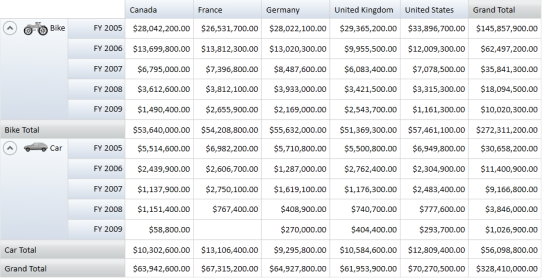 Canada France Germany United Kingdom United States Grand Total
Bike FY 2005 $28,042,200.00 $26,531,700.00 $28,022,100.00 $29,365,200.00 $33,896,700.00 $145,857,900.00
FY 2006 $13,699,800.00 $13,812,300.00 $13,020,300.00 $9,955,500.00 $12,009,300.00 $62,497,200.00
FY 2007 $6,795,000.00 $7,396,800.00 $8,487,600.00 $6,083,400.00 $7,078,500.00 $35,841,300.00
FY 2008 $3,612,600.00 $3,812,100.00 $3,933,000.00 $3,421,500.00 $3,315,300.00 $18,094,500.00
FY 2009 $1,490,400.00 $2,655,900.00 $2,169,000.00 $2,543,700.00 $1,161,300.00 $10,020,300.00
Bike Total $53,640,000.00 $54,208,800.00 $55,632,000.00 $51,369,300.00 $57,461,100.00 $272,311,200.00
Car FY 2005 $5,514,600.00 $6,982,200.00 $5,710,800.00 $5,500,800.00 $6,949,800.00 $30,658,200.00
FY 2006 $2,439,900.00 $2,606,700.00 $1,287,000.00 $2,762,400.00 $2,304,900.00 $11,400,900.00
FY 2007 $1,137,900.00 $2,750,100.00 $1,619,100.00 $1,176,300.00 $2,483,400.00 $9,166,800.00
FY 2008 $1,151,400.00 $767,400.00 $408,900.00 $740,700.00 $777,600.00 $3,846,000.00
FY 2009 $58,800.00 $270,000.00 $404,400.00 $293,700.00 $1,026,900.00
Car Total $10,302,600.00 $13,106,400.00 $9,295,800.00 $10,584,600.00 $12,809,400.00 $56,098,800.00
Grand Total $63,942,600.00 $67,315,200.00 $64,927,800.00 $61,953,900.00 $70,270,500.00 $328,410,000.00